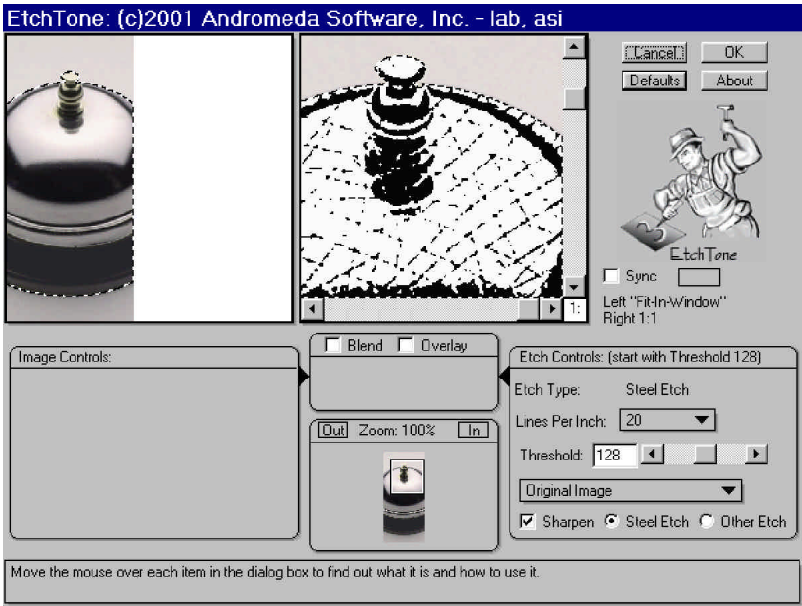 EtchTone: (c)2001 Andromeda Software, Inc. - lab, asi
Cancel OK
Defaults About
EtchTone
Sync
Left "Fit-In-Window"
Right 1:1
1:
Image Controls:
Blend Overlay
Out Zoom: 100% In
Etch Controls: (start with Threshold 128)
Etch Type: Steel Etch
Lines Per Inch: 20
Threshold: 128
Original Image
Sharpen Steel Etch Other Etch
Move the mouse over each item in the dialog box to find out what it is and how to use it.